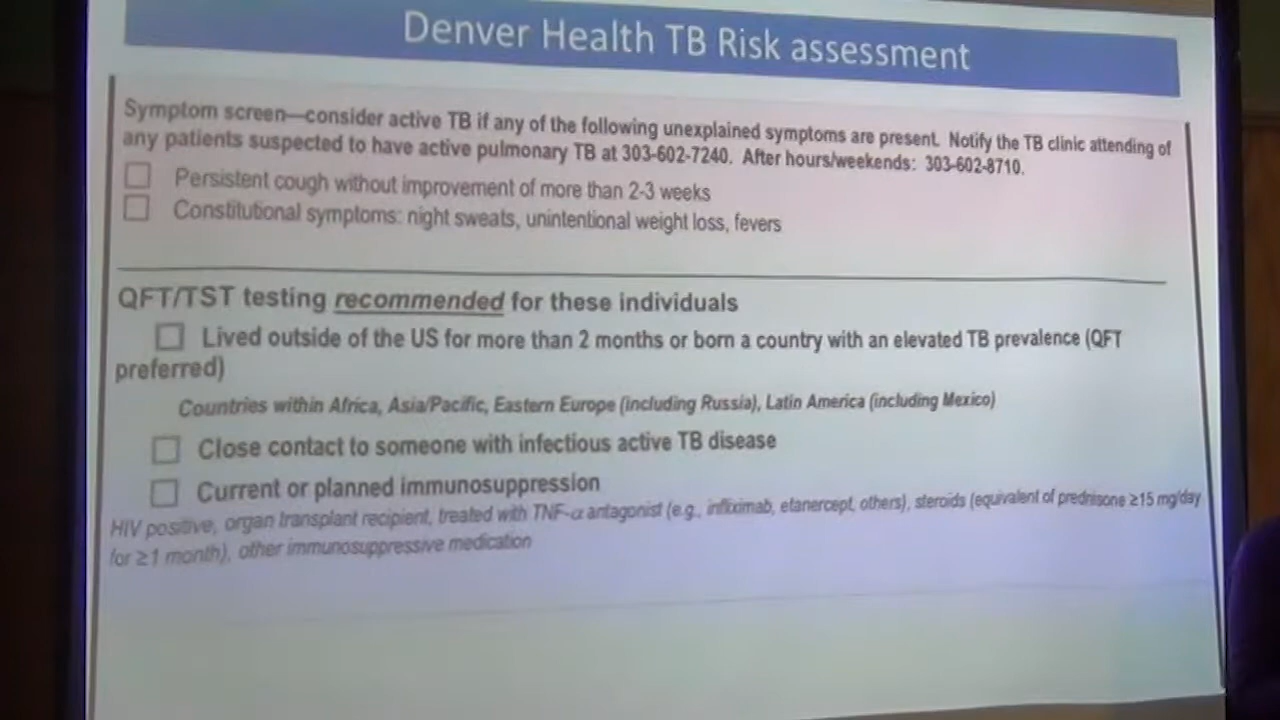 Denver Health TB Risk assessment
Symptom screen—consider active TB if any of the following unexplained symptoms are present. Notify the TB clinic attending of
any patients suspected to have active pulmonary TB at 303-602-7240. After hours/weekends: 303-602-8710.
Persistent cough without improvement of more than 2-3 weeks
Constitutional symptoms: night sweats, unintentional weight loss, fevers
QFT/TST testing recommended for these individuals
Lived outside of the US for more than 2 months or born a country with an elevated TB prevalence (QFT
preferred)
Countries within Africa, Asia/Pacific, Eastern Europe (including Russia), Latin America (including Mexico)
Close contact to someone with infectious active TB disease
Current or planned immunosuppression
HIV positive, organ transplant recipient, treated with TNF-α antagonist (e.g., infliximab, etanercept, others), steroids (equivalent of prednisone ≥15 mg/day
for ≥1 month), other immunosuppressive medication